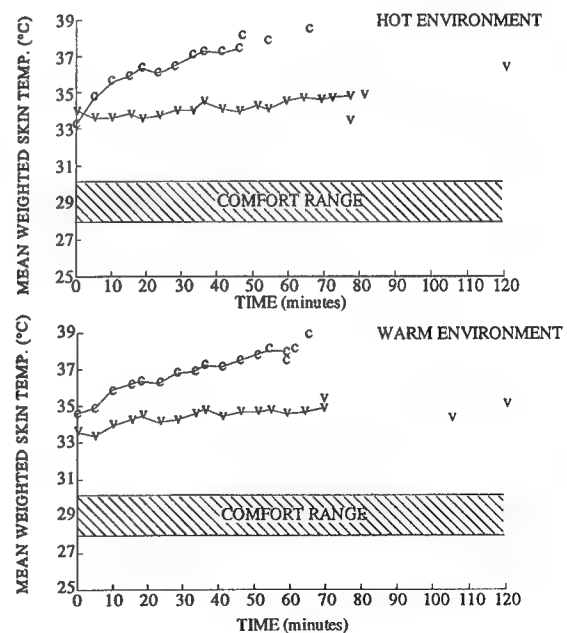 HOT ENVIRONMENT
MEAN WEIGHTED SKIN TEMP. (°C)
39
37
35
33
31
29
27
25
COMFORT RANGE
0 10 20 30 40 50 60 70 80 90 100 110 120
TIME (minutes)
WARM ENVIRONMENT
MEAN WEIGHTED SKIN TEMP. (°C)
39
37
35
33
31
29
27
25
COMFORT RANGE
0 10 20 30 40 50 60 70 80 90 100 110 120
TIME (minutes)